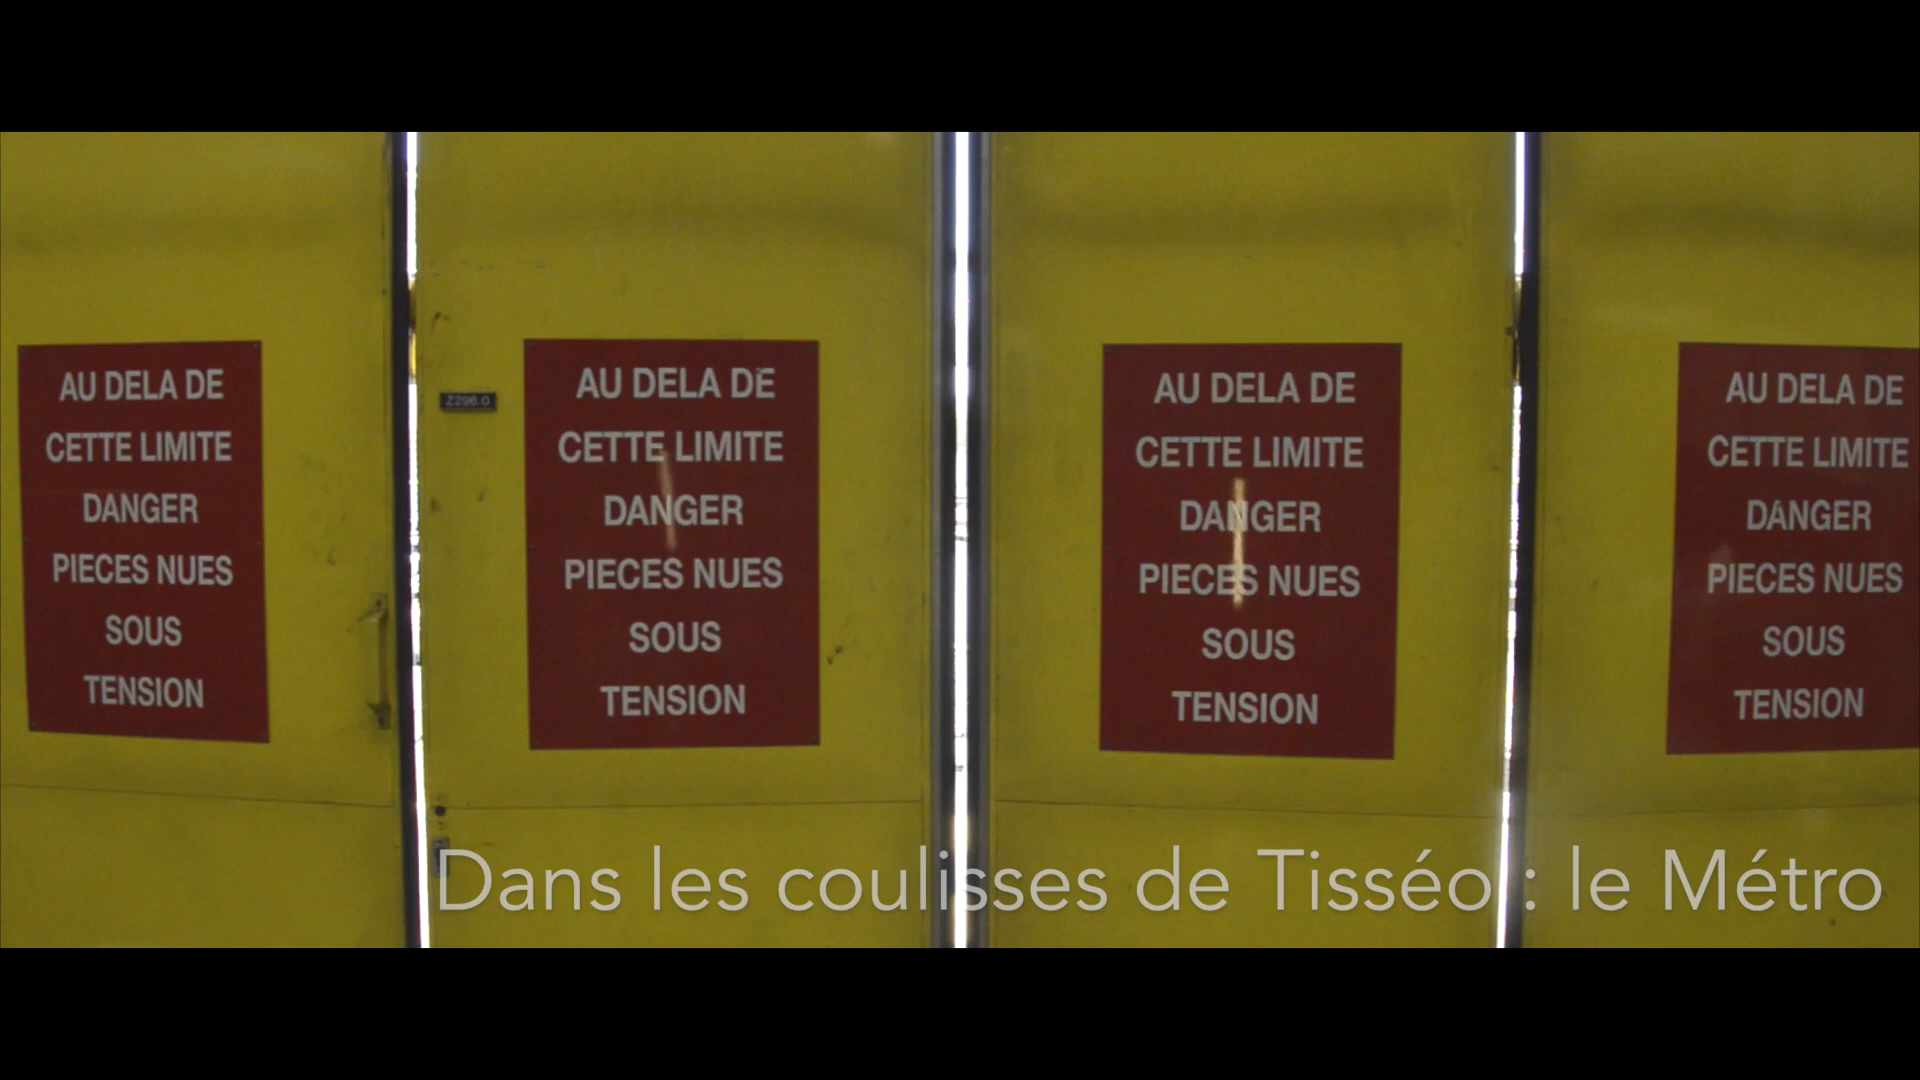 AU DELA DE
CETTE LIMITE
DANGER
PIECES NUES
SOUS
TENSION
Z296.0
AU DELA DE
CETTE LIMITE
DANGER
PIECES NUES
SOUS
TENSION
AU DELA DE
CETTE LIMITE
DANGER
PIECES NUES
SOUS
TENSION
AU DELA DE
CETTE LIMITE
DANGER
PIECES NUES
SOUS
TENSION
Dans les coulisses de Tisséo : le Métro